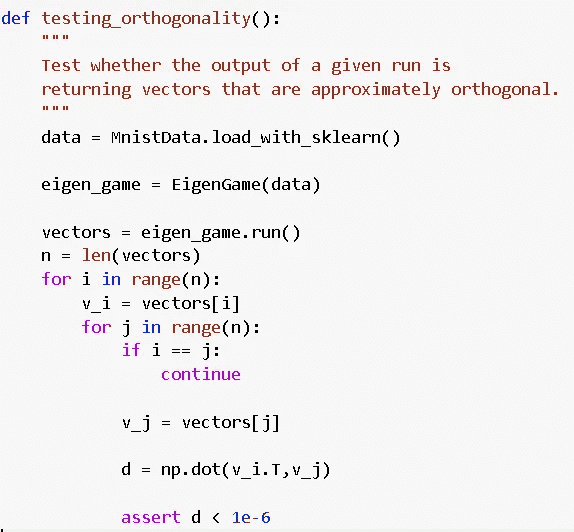 def testing_orthogonality():
    """
    Test whether the output of a given run is
    returning vectors that are approximately orthogonal.
    """
    data = MnistData.load_with_sklearn()

    eigen_game = EigenGame(data)

    vectors = eigen_game.run()
    n = len(vectors)
    for i in range(n):
        v_i = vectors[i]
        for j in range(n):
            if i == j:
                continue

            v_j = vectors[j]

            d = np.dot(v_i.T,v_j)

            assert d < 1e-6